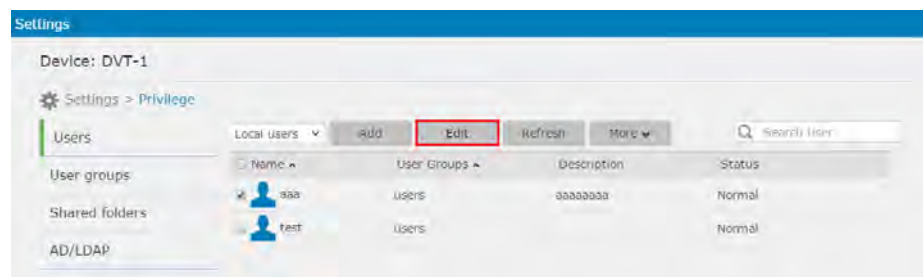 Settings
Device: DVT-1
Settings > Privilege
Users
Local users Add Edit Refresh More Search User
Name User Groups Description Status
User groups
aaa users aaaaaaaa Normal
Shared folders
test users Normal
AD/LDAP